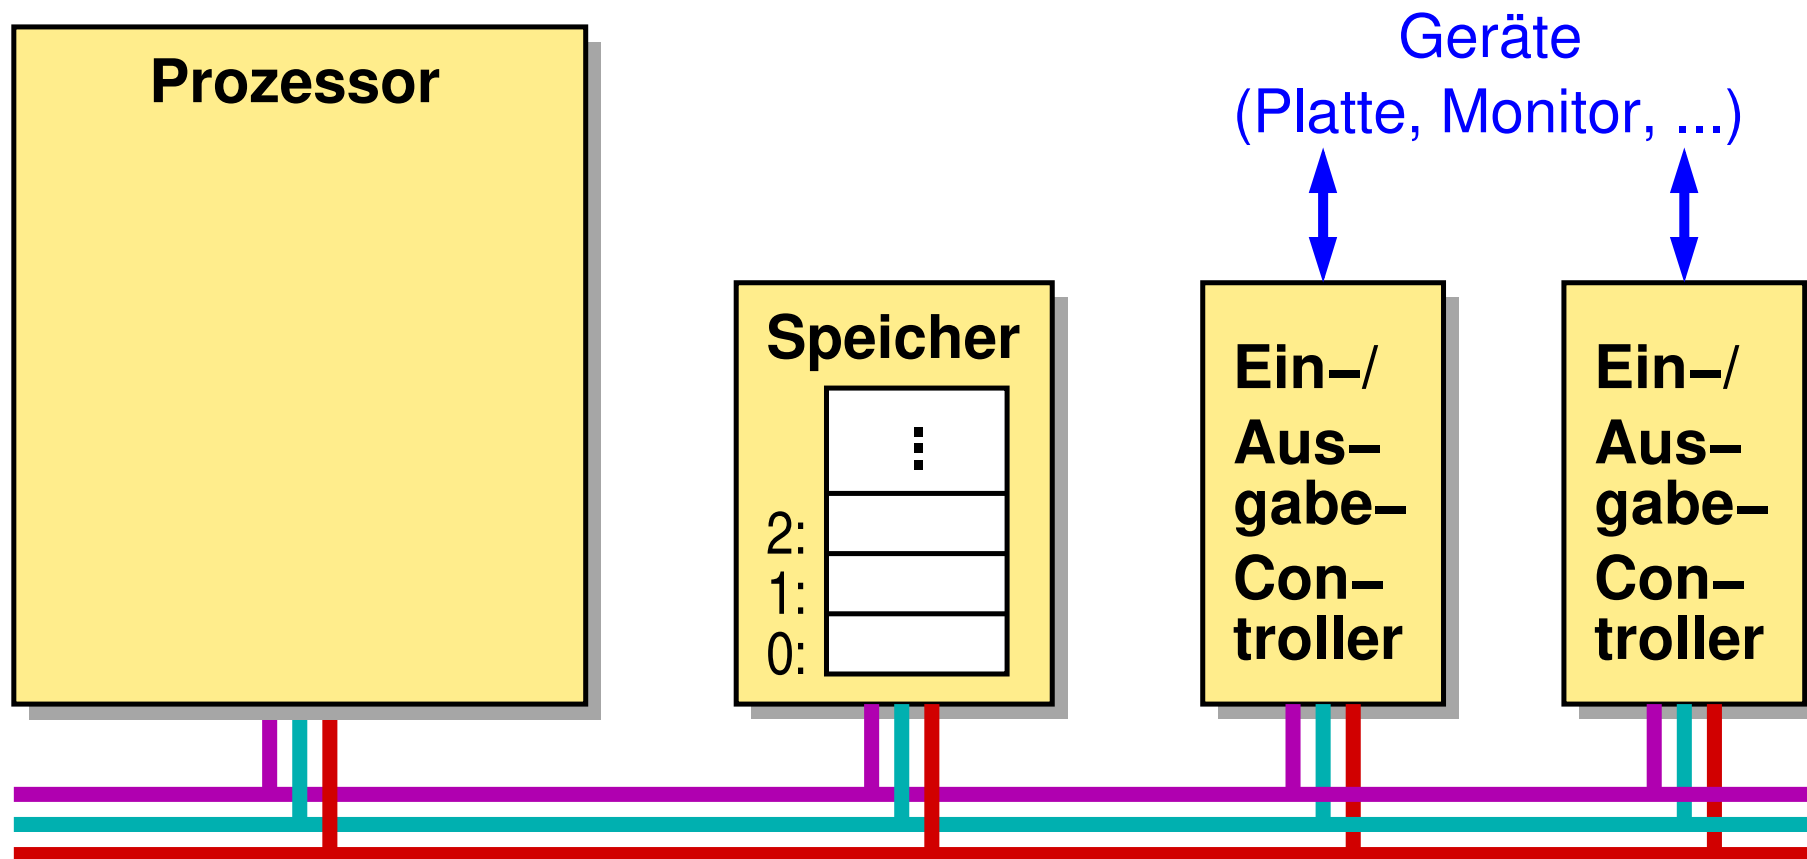 Prozessor
Geräte
(Platte, Monitor, ...)
Speicher
2:
1:
0:
Ein–/
Aus–
gabe–
Con–
troller
Ein–/
Aus–
gabe–
Con–
troller